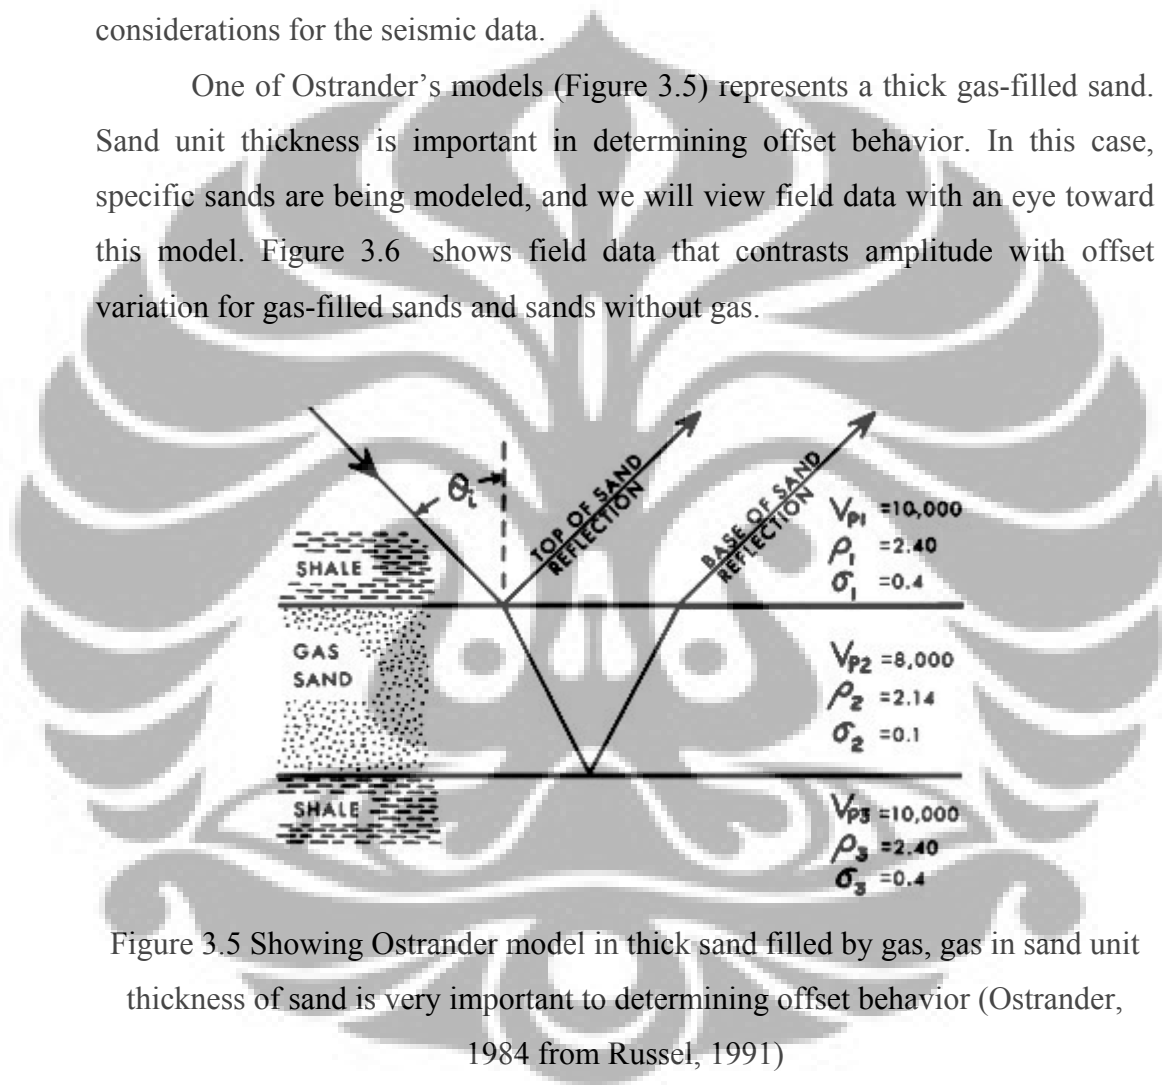 considerations for the seismic data.
One of Ostrander’s models (Figure 3.5) represents a thick gas-filled sand.
Sand unit thickness is important in determining offset behavior. In this case,
specific sands are being modeled, and we will view field data with an eye toward
this model. Figure 3.6 shows field data that contrasts amplitude with offset
variation for gas-filled sands and sands without gas.
θi
TOP OF SAND
REFLECTION
BASE OF SAND
REFLECTION
SHALE
VP1 =10,000
ρ1 =2.40
σ1 =0.4
GAS
SAND
VP2 =8,000
ρ2 =2.14
σ2 =0.1
SHALE
VP3 =10,000
ρ3 =2.40
σ3 =0.4
Figure 3.5 Showing Ostrander model in thick sand filled by gas, gas in sand unit
thickness of sand is very important to determining offset behavior (Ostrander,
1984 from Russel, 1991)